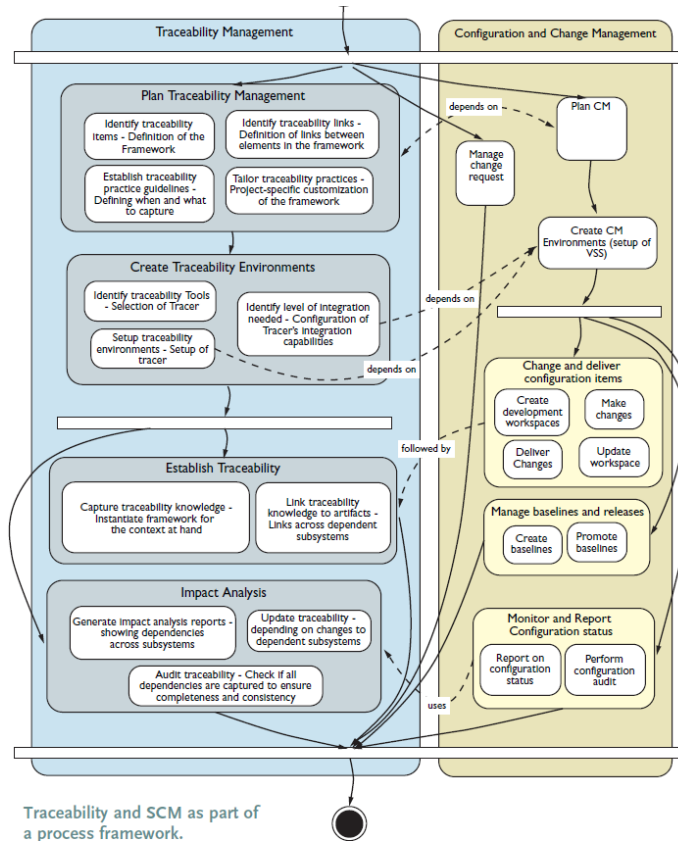 Traceability Management
Configuration and Change Management
Plan Traceability Management
Identify traceability
items - Definition of the
Framework
Identify traceability links -
Definition of links between
elements in the framework
Establish traceability
practice guidelines -
Defining when and what
to capture
Tailor traceability practices -
Project-specific customization
of the framework
depends on
Plan CM
Manage
change
request
Create CM
Environments (setup of
VSS)
Create Traceability Environments
Identify traceability Tools
- Selection of Tracer
Identify level of integration
needed - Configuration of
Tracer's integration
capabilities
Setup traceability
environments - Setup of
tracer
depends on
depends on
Change and deliver
configuration items
Create
development
workspaces
Make
changes
Deliver
Changes
Update
workspace
followed by
Establish Traceability
Capture traceability knowledge -
Instantiate framework for
the context at hand
Link traceability
knowledge to artifacts -
Links across dependent
subsystems
Manage baselines and releases
Create
baselines
Promote
baselines
Impact Analysis
Generate impact analysis reports -
showing dependencies
across subsystems
Update traceability -
depending on changes to
dependent subsystems
Audit traceability - Check if all
dependencies are captured to ensure
completeness and consistency
Monitor and Report
Configuration status
Report on
configuration
status
Perform
configuration
audit
uses
Traceability and SCM as part of
a process framework.